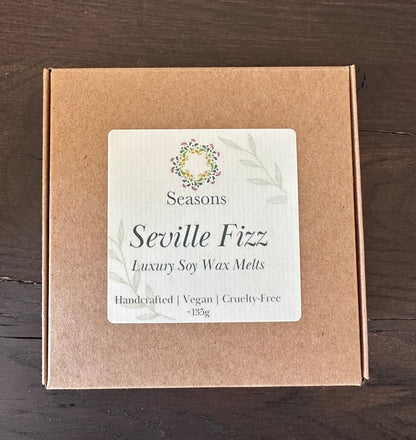 Seasons
Seville Fizz
Luxury Soy Wax Melts
Handcrafted | Vegan | Cruelty-Free
~135g